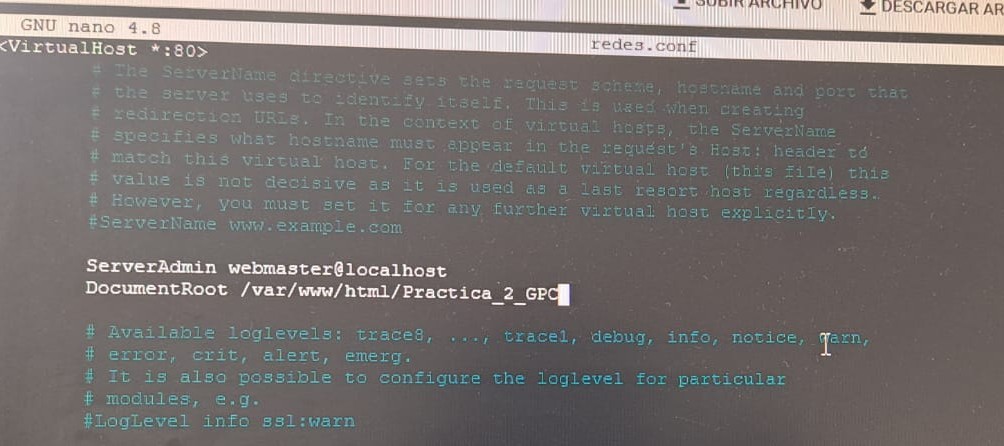 SUBIR ARCHIVO
DESCARGAR AR
GNU nano 4.8
redes.conf
<VirtualHost *:80>
# The ServerName directive sets the request scheme, hostname and port that
# the server uses to identify itself. This is used when creating
# redirection URLs. In the context of virtual hosts, the ServerName
# specifies what hostname must appear in the request's Host: header to
# match this virtual host. For the default virtual host (this file) this
# value is not decisive as it is used as a last resort host regardless.
# However, you must set it for any further virtual host explicitly.
#ServerName www.example.com
ServerAdmin webmaster@localhost
DocumentRoot /var/www/html/Practica_2_GPC
# Available loglevels: trace8, ..., trace1, debug, info, notice, warn,
# error, crit, alert, emerg.
# It is also possible to configure the loglevel for particular
# modules, e.g.
#LogLevel info ssl:warn